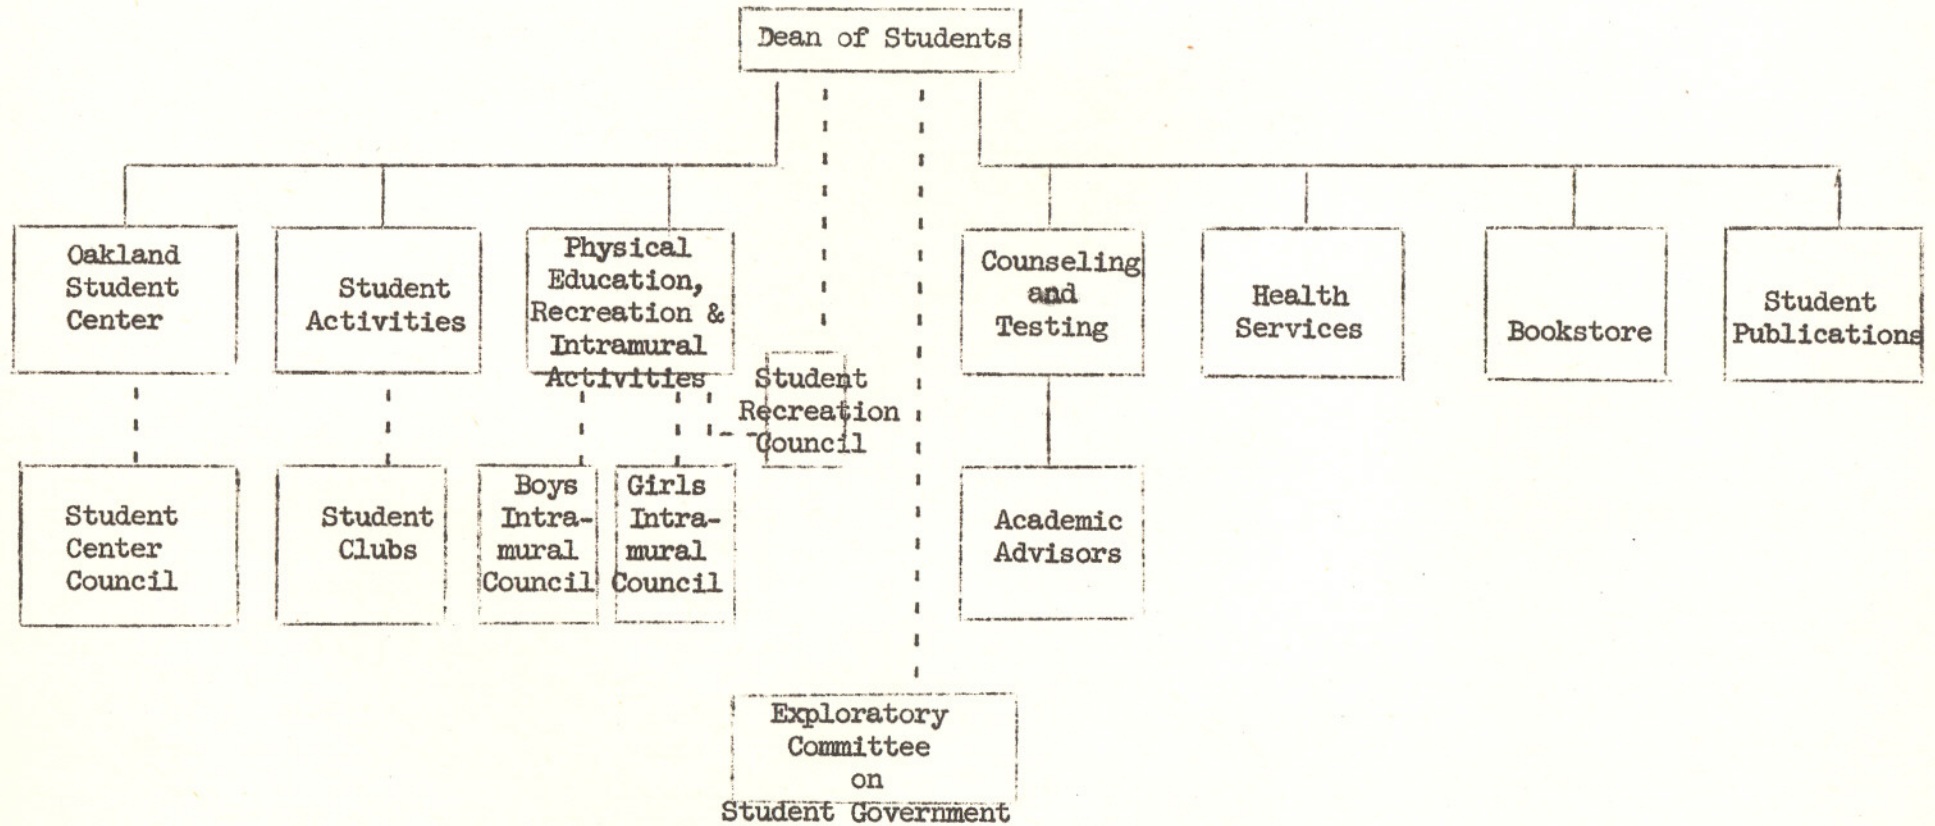 Dean of Students
Oakland
Student
Center
Student
Activities
Physical
Education,
Recreation &
Intramural
Activities
Student
Recreation
Council
Counseling
and
Testing
Health
Services
Bookstore
Student
Publications
Student
Center
Council
Student
Clubs
Boys
Intra-
mural
Council
Girls
Intra-
mural
Council
Academic
Advisors
Exploratory
Committee
on
Student Government